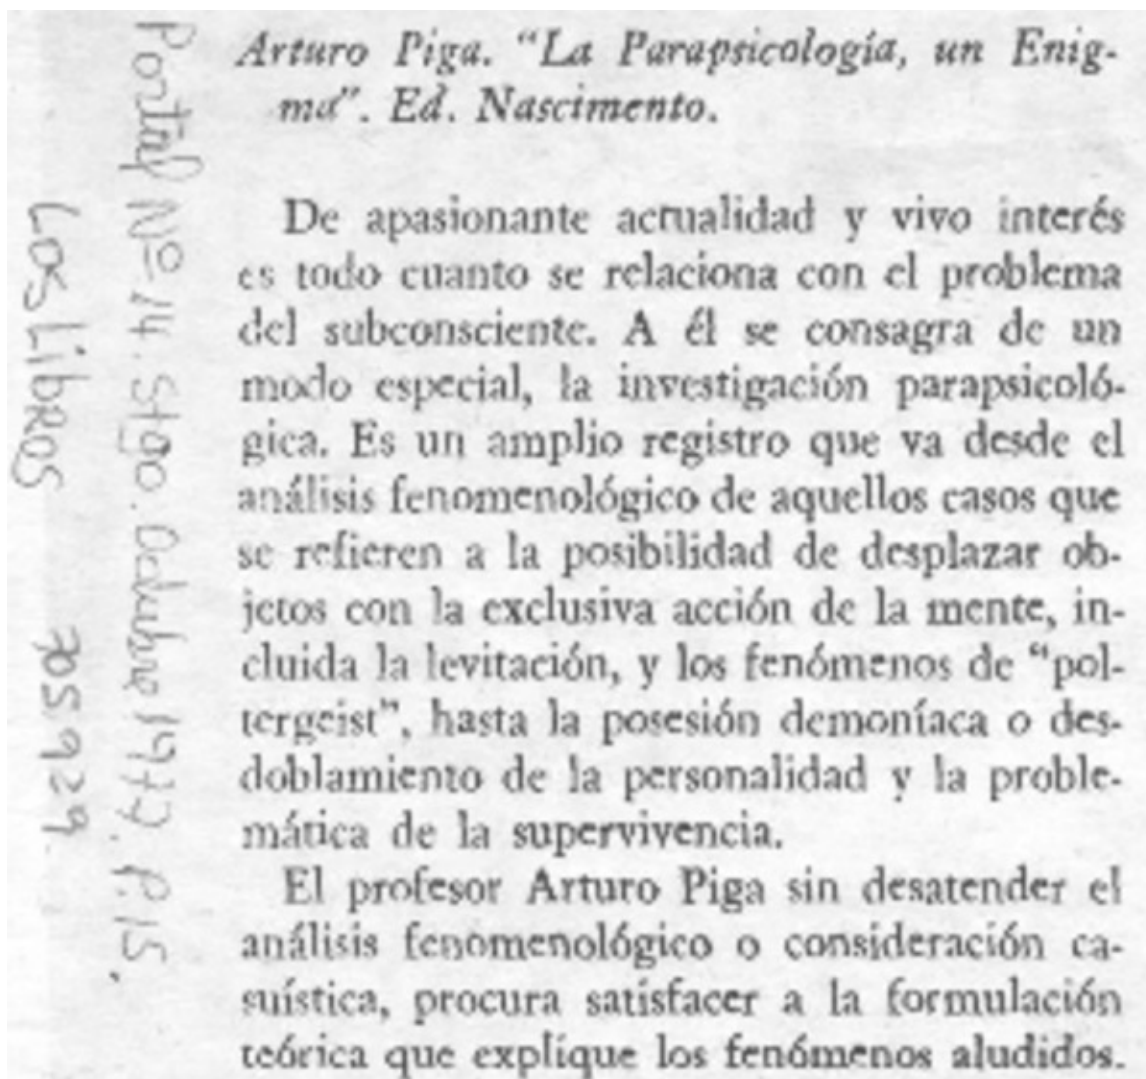 Arturo Piga. “La Parapsicología, un Enig-
ma”. Ed. Nascimento.
De apasionante actualidad y vivo interés
es todo cuanto se relaciona con el problema
del subconsciente. A él se consagra de un
modo especial, la investigación parapsicoló-
gica. Es un amplio registro que va desde el
análisis fenomenológico de aquellos casos que
se refieren a la posibilidad de desplazar ob-
jetos con la exclusiva acción de la mente, in-
cluida la levitación, y los fenómenos de “pol-
tergeist”, hasta la posesión demoníaca o des-
doblamiento de la personalidad y la proble-
mática de la supervivencia.
El profesor Arturo Piga sin desatender el
análisis fenomenológico o consideración ca-
suística, procura satisfacer a la formulación
teórica que explique los fenómenos aludidos.
Portal Nº 14. Stgo. Octubre 1977. P.15.
Los Libros 705929